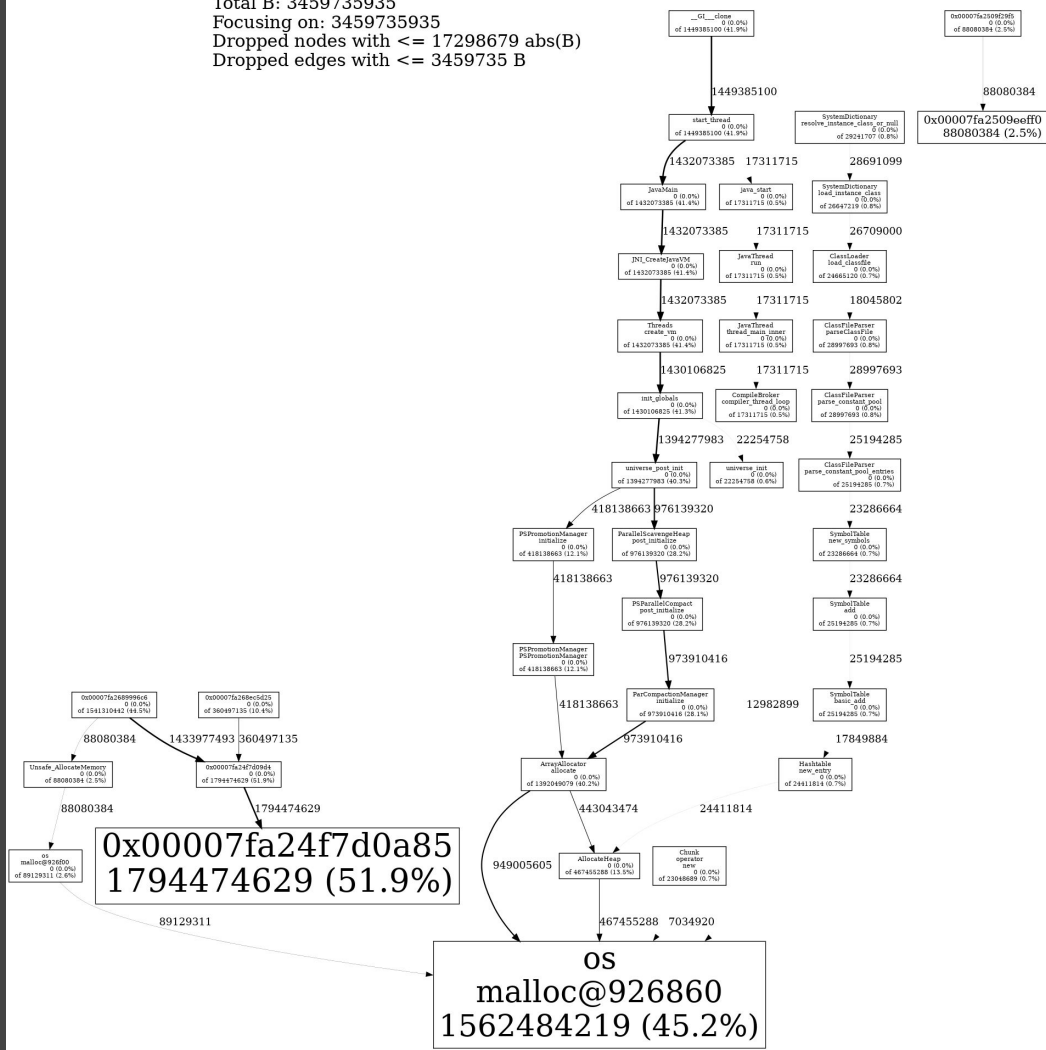 Total B: 3459735935
Focusing on: 3459735935
Dropped nodes with <= 17298679 abs(B)
Dropped edges with <= 3459735 B
__GI___clone
0 (0.0%)
of 1449385100 (41.9%)
0x00007fa2509f29f5
0 (0.0%)
of 88080384 (2.5%)
1449385100
88080384
start_thread
0 (0.0%)
of 1449385100 (41.9%)
SystemDictionary
resolve_instance_class_or_null
0 (0.0%)
of 29241707 (0.8%)
0x00007fa2509eeff0
88080384 (2.5%)
1432073385
17311715
28691099
JavaMain
0 (0.0%)
of 1432073385 (41.4%)
java_start
0 (0.0%)
of 17311715 (0.5%)
SystemDictionary
load_instance_class
0 (0.0%)
of 26647219 (0.8%)
1432073385
17311715
26709000
JNI_CreateJavaVM
0 (0.0%)
of 1432073385 (41.4%)
JavaThread
run
0 (0.0%)
of 17311715 (0.5%)
ClassLoader
load_classfile
0 (0.0%)
of 24665120 (0.7%)
1432073385
17311715
18045802
Threads
create_vm
0 (0.0%)
of 1432073385 (41.4%)
JavaThread
thread_main_inner
0 (0.0%)
of 17311715 (0.5%)
ClassFileParser
parseClassFile
0 (0.0%)
of 28997693 (0.8%)
1430106825
17311715
28997693
init_globals
0 (0.0%)
of 1430106825 (41.3%)
CompileBroker
compiler_thread_loop
0 (0.0%)
of 17311715 (0.5%)
ClassFileParser
parse_constant_pool
0 (0.0%)
of 28997693 (0.8%)
1394277983
22254758
25194285
universe_post_init
0 (0.0%)
of 1394277983 (40.3%)
universe_init
0 (0.0%)
of 22254758 (0.6%)
ClassFileParser
parse_constant_pool_entries
0 (0.0%)
of 25194285 (0.7%)
418138663
976139320
23286664
PSPromotionManager
initialize
0 (0.0%)
of 418138663 (12.1%)
ParallelScavengeHeap
post_initialize
0 (0.0%)
of 976139320 (28.2%)
SymbolTable
new_symbols
0 (0.0%)
of 23286664 (0.7%)
418138663
976139320
23286664
PSParallelCompact
post_initialize
0 (0.0%)
of 976139320 (28.2%)
SymbolTable
add
0 (0.0%)
of 25194285 (0.7%)
PSPromotionManager
PSPromotionManager
0 (0.0%)
of 418138663 (12.1%)
973910416
25194285
0x00007fa2689996c6
0 (0.0%)
of 1541310442 (44.5%)
0x00007fa268ec5d25
0 (0.0%)
of 360497135 (10.4%)
418138663
ParCompactionManager
initialize
0 (0.0%)
of 973910416 (28.1%)
12982899
SymbolTable
basic_add
0 (0.0%)
of 25194285 (0.7%)
88080384
1433977493
360497135
973910416
17849884
Unsafe_AllocateMemory
0 (0.0%)
of 88080384 (2.5%)
0x00007fa24f7d09d4
0 (0.0%)
of 1794474629 (51.9%)
ArrayAllocator
allocate
0 (0.0%)
of 1392049079 (40.2%)
Hashtable
new_entry
0 (0.0%)
of 24411814 (0.7%)
88080384
1794474629
443043474
24411814
0x00007fa24f7d0a85
1794474629 (51.9%)
os
malloc@926f00
0 (0.0%)
of 89129311 (2.6%)
949005605
AllocateHeap
0 (0.0%)
of 467455288 (13.5%)
Chunk
operator
new
0 (0.0%)
of 23048689 (0.7%)
89129311
467455288
7034920
os
malloc@926860
1562484219 (45.2%)